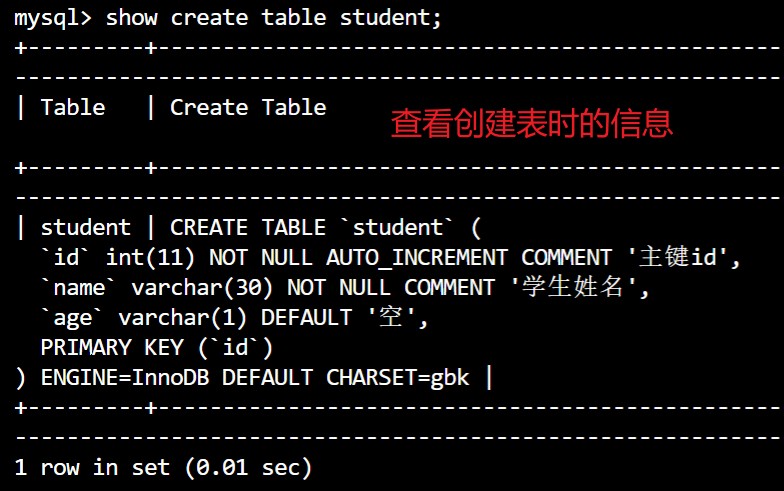 mysql> show create table student;
+---------+-------------------------------------------------
------------------------------------------------------------
| Table   | Create Table
查看创建表时的信息
+---------+-------------------------------------------------
------------------------------------------------------------
| student | CREATE TABLE `student` (
  `id` int(11) NOT NULL AUTO_INCREMENT COMMENT '主键id',
  `name` varchar(30) NOT NULL COMMENT '学生姓名',
  `age` varchar(1) DEFAULT '空',
  PRIMARY KEY (`id`)
) ENGINE=InnoDB DEFAULT CHARSET=gbk |
+---------+-------------------------------------------------
------------------------------------------------------------
1 row in set (0.01 sec)